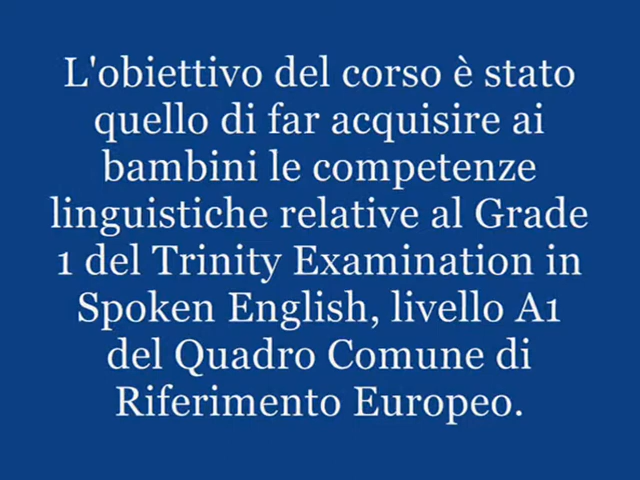 L'obiettivo del corso è stato
quello di far acquisire ai
bambini le competenze
linguistiche relative al Grade
1 del Trinity Examination in
Spoken English, livello A1
del Quadro Comune di
Riferimento Europeo.